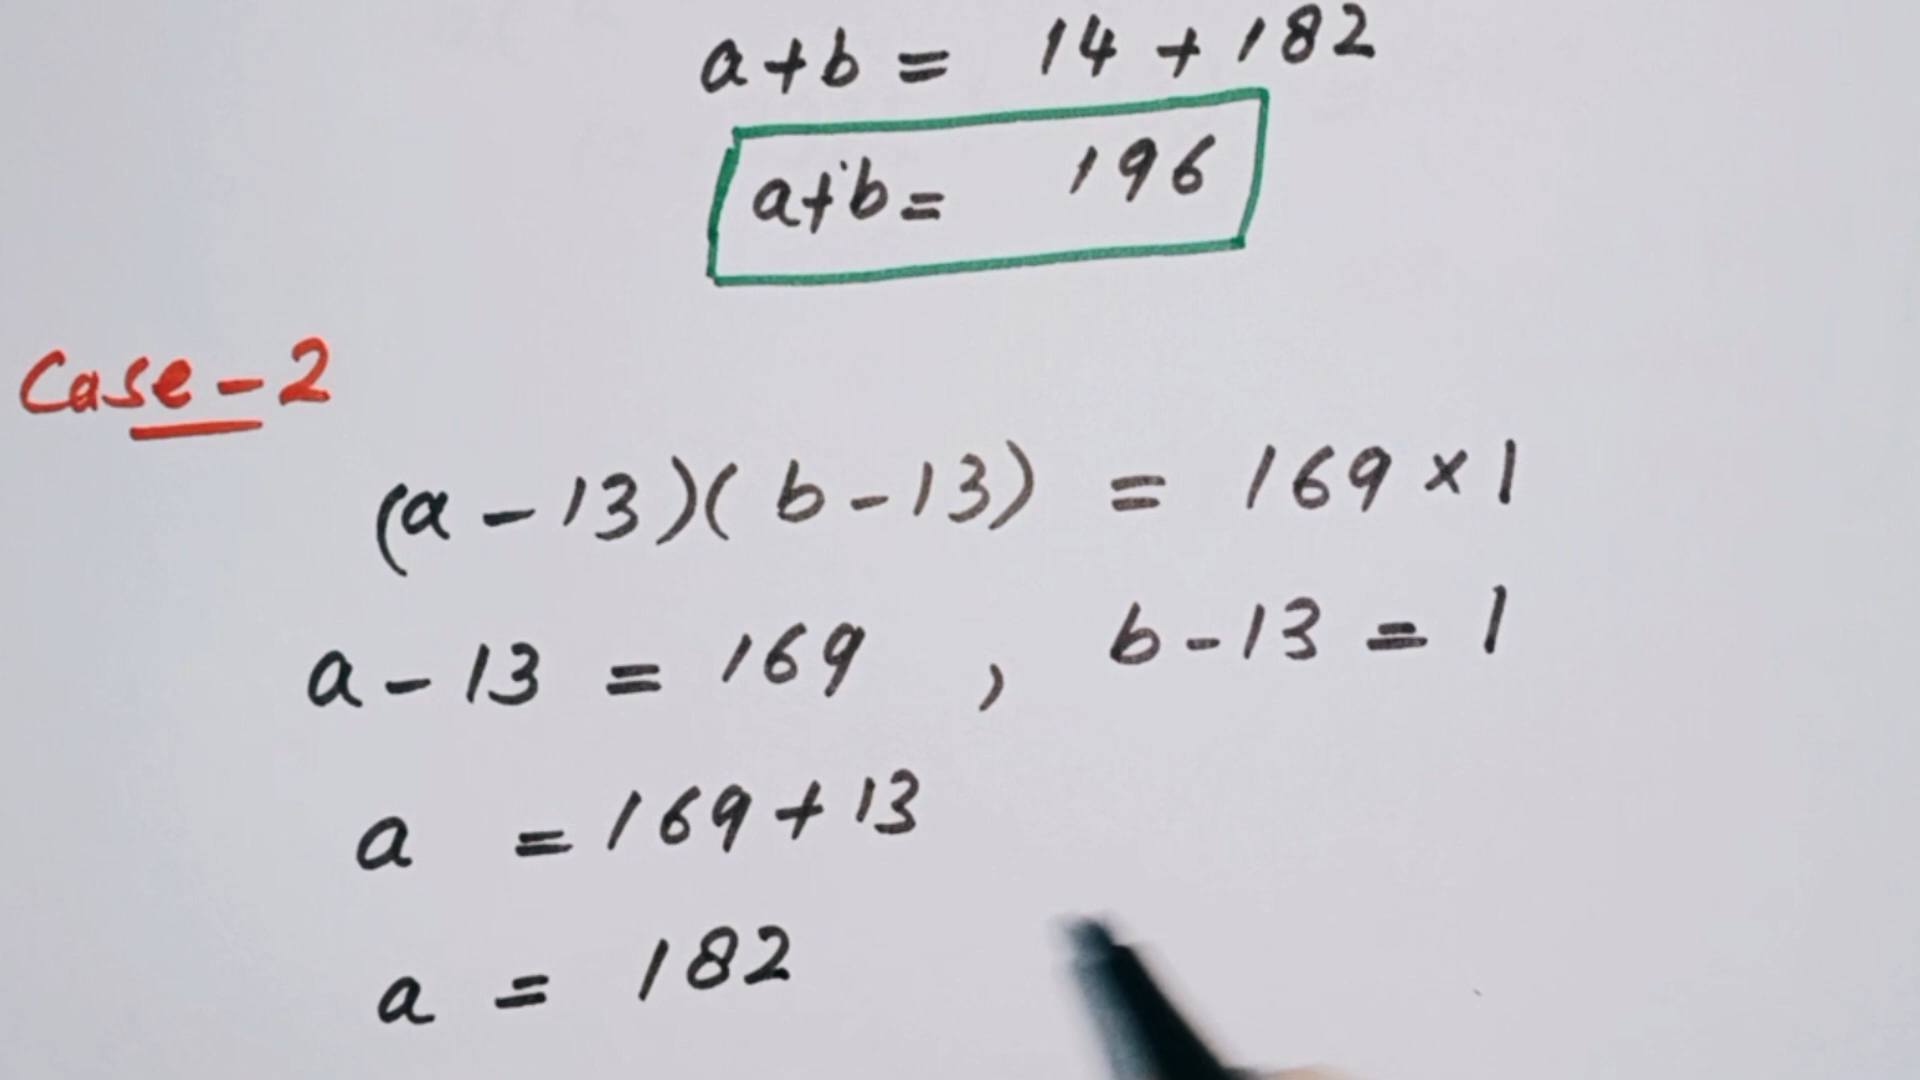 a+b = 14 + 182
a+b = 196
Case-2
(a - 13)(b - 13) = 169 × 1
a - 13 = 169 , b - 13 = 1
a = 169 + 13
a = 182